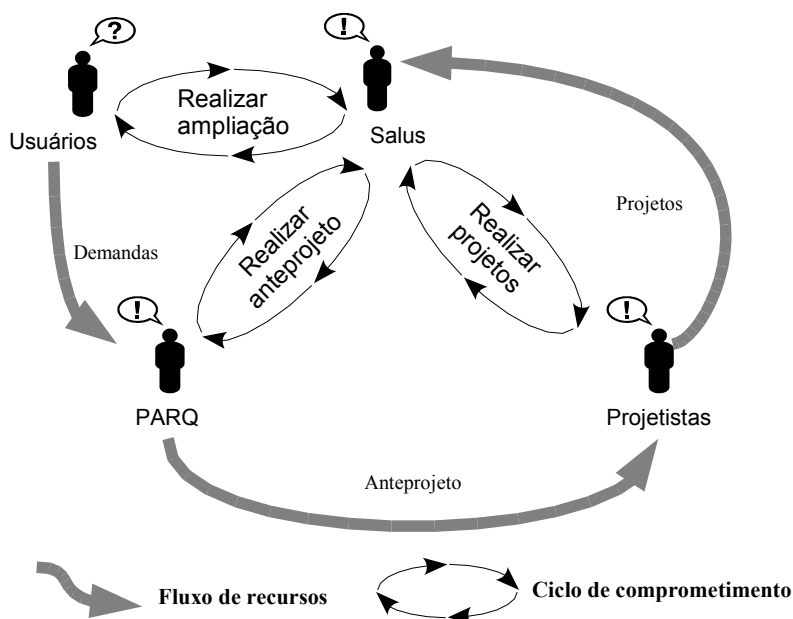 ?
!
Realizar
ampliação
Usuários
Salus
Projetos
Demandas
Realizar
anteprojeto
Realizar
projetos
!
!
PARQ
Projetistas
Anteprojeto
Fluxo de recursos
Ciclo de comprometimento